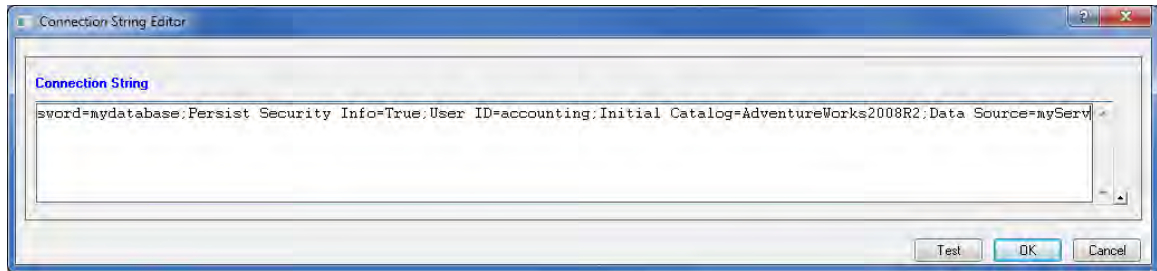 Connection String Editor
?
Connection String
sword=mydatabase;Persist Security Info=True;User ID=accounting;Initial Catalog=AdventureWorks2008R2;Data Source=myServ
Test OK Cancel